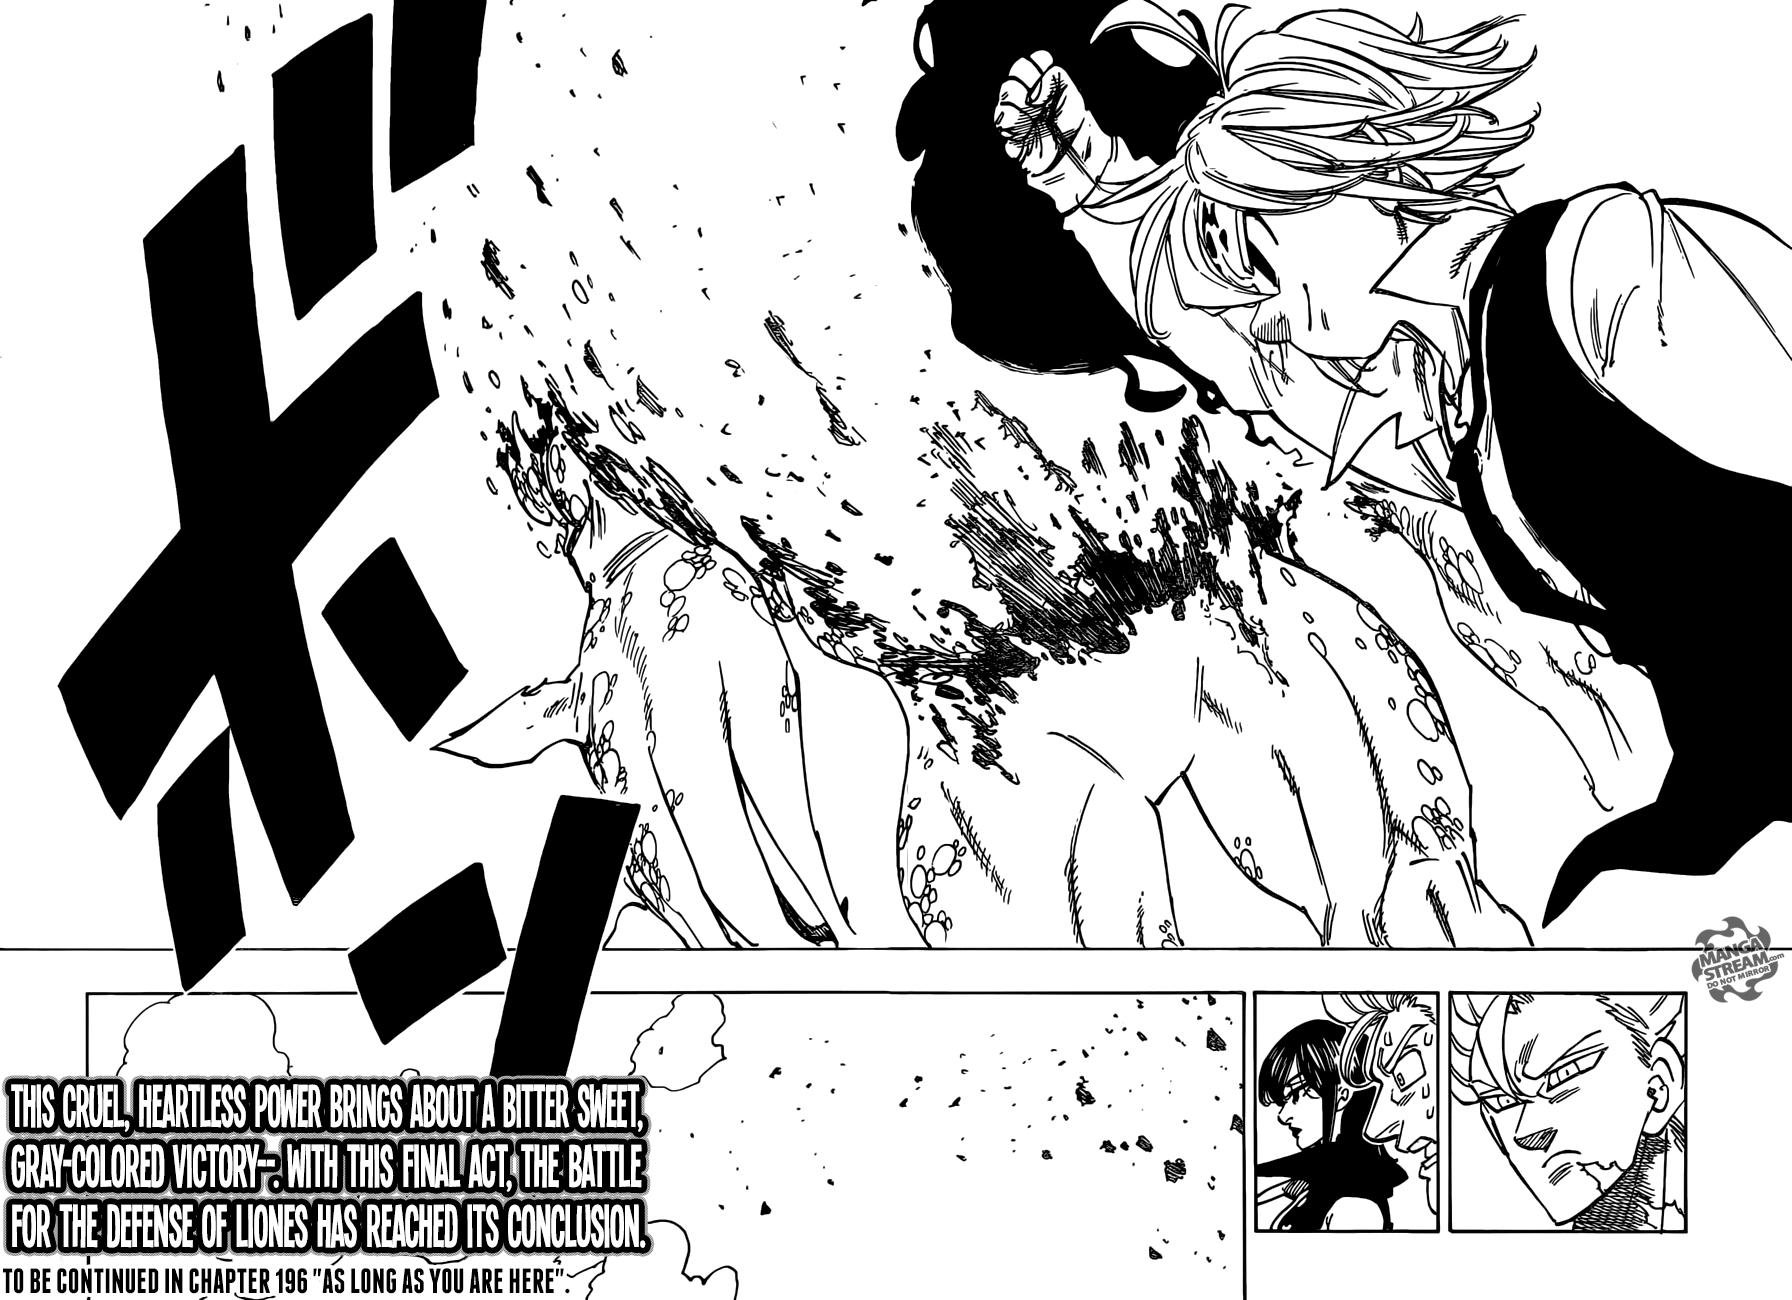 MANGA
STREAM.com
DO NOT MIRROR
THIS CRUEL, HEARTLESS POWER BRINGS ABOUT A BITTER SWEET,
GRAY-COLORED VICTORY--. WITH THIS FINAL ACT, THE BATTLE
FOR THE DEFENSE OF LIONES HAS REACHED ITS CONCLUSION.
TO BE CONTINUED IN CHAPTER 196 "AS LONG AS YOU ARE HERE".